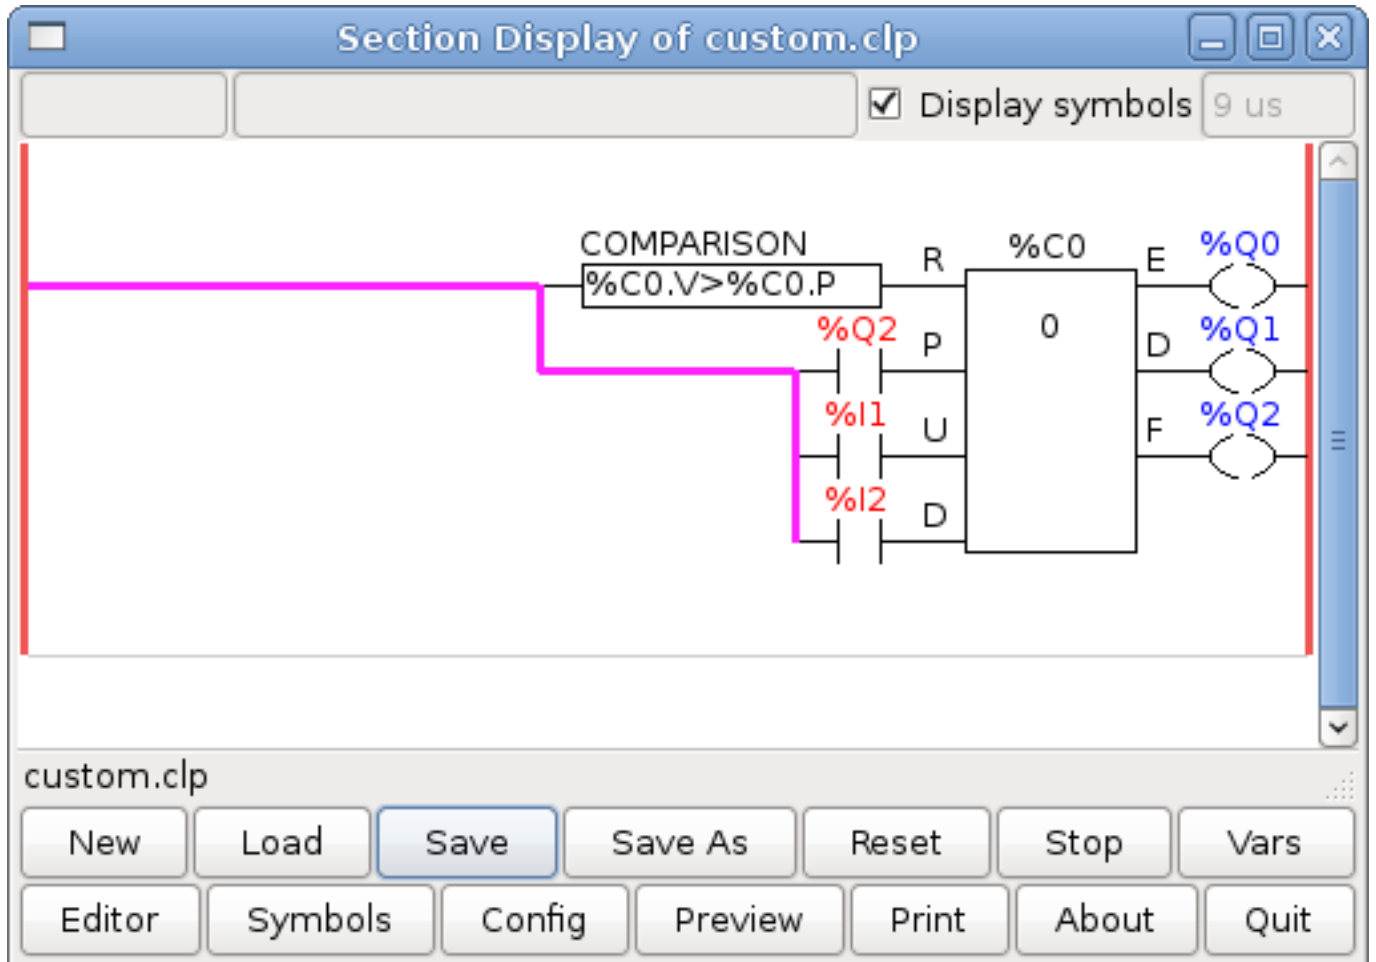 Section Display of custom.clp
Display symbols 9 us
COMPARISON R %C0 E %Q0
%C0.V>%C0.P
0
%Q2 P D %Q1
%I1 U F %Q2
%I2 D
custom.clp
New Load Save Save As Reset Stop Vars
Editor Symbols Config Preview Print About Quit